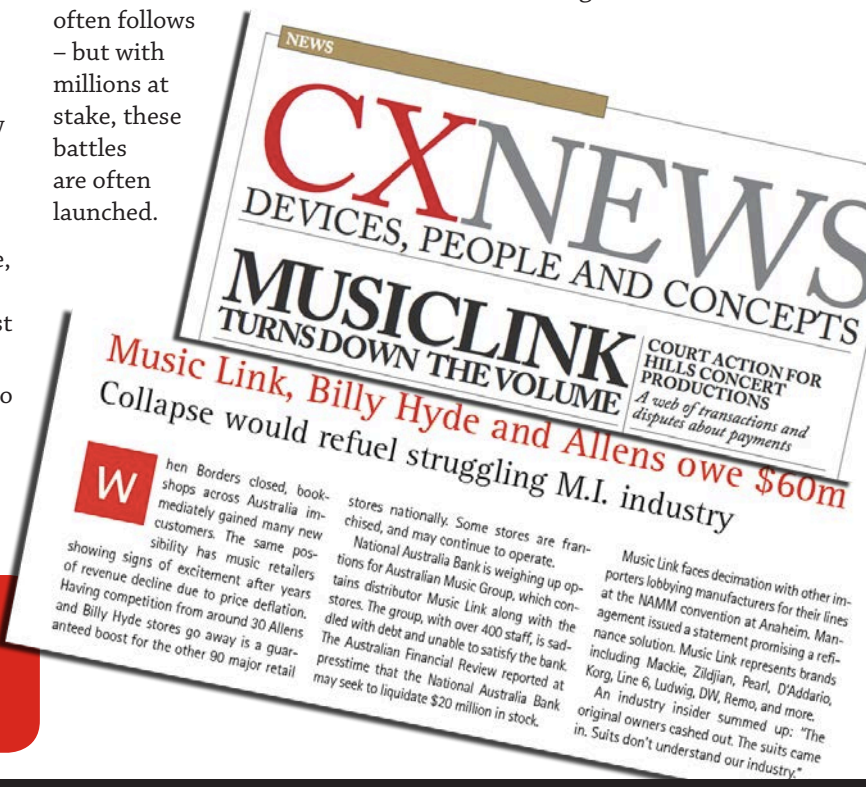 often follows
– but with
millions at
stake, these
battles
are often
launched.
NEWS
CXNEWS
DEVICES, PEOPLE AND CONCEPTS
MUSICLINK
TURNS DOWN THE VOLUME
COURT ACTION FOR
HILLS CONCERT
PRODUCTIONS
A web of transactions and
disputes about payments
Music Link, Billy Hyde and Allens owe $60m
Collapse would refuel struggling M.I. industry
When Borders closed, book-
shops across Australia im-
mediately gained many new
customers. The same pos-
sibility has music retailers
showing signs of excitement after years
of revenue decline due to price deflation.
Having competition from around 30 Allens
and Billy Hyde stores go away is a guar-
anteed boost for the other 90 major retail
stores nationally. Some stores are fran-
chised, and may continue to operate.
National Australia Bank is weighing up op-
tions for Australian Music Group, which con-
tains distributor Music Link along with the
stores. The group, with over 400 staff, is sad-
dled with debt and unable to satisfy the bank.
The Australian Financial Review reported at
presstime that the National Australia Bank
may seek to liquidate $20 million in stock.
Music Link faces decimation with other im-
porters lobbying manufacturers for their lines
at the NAMM convention at Anaheim. Man-
agement issued a statement promising a refi-
nance solution. Music Link represents brands
including Mackie, Zildjian, Pearl, D'Addario,
Korg, Line 6, Ludwig, DW, Remo, and more.
An industry insider summed up: "The
original owners cashed out. The suits came
in. Suits don't understand our industry."